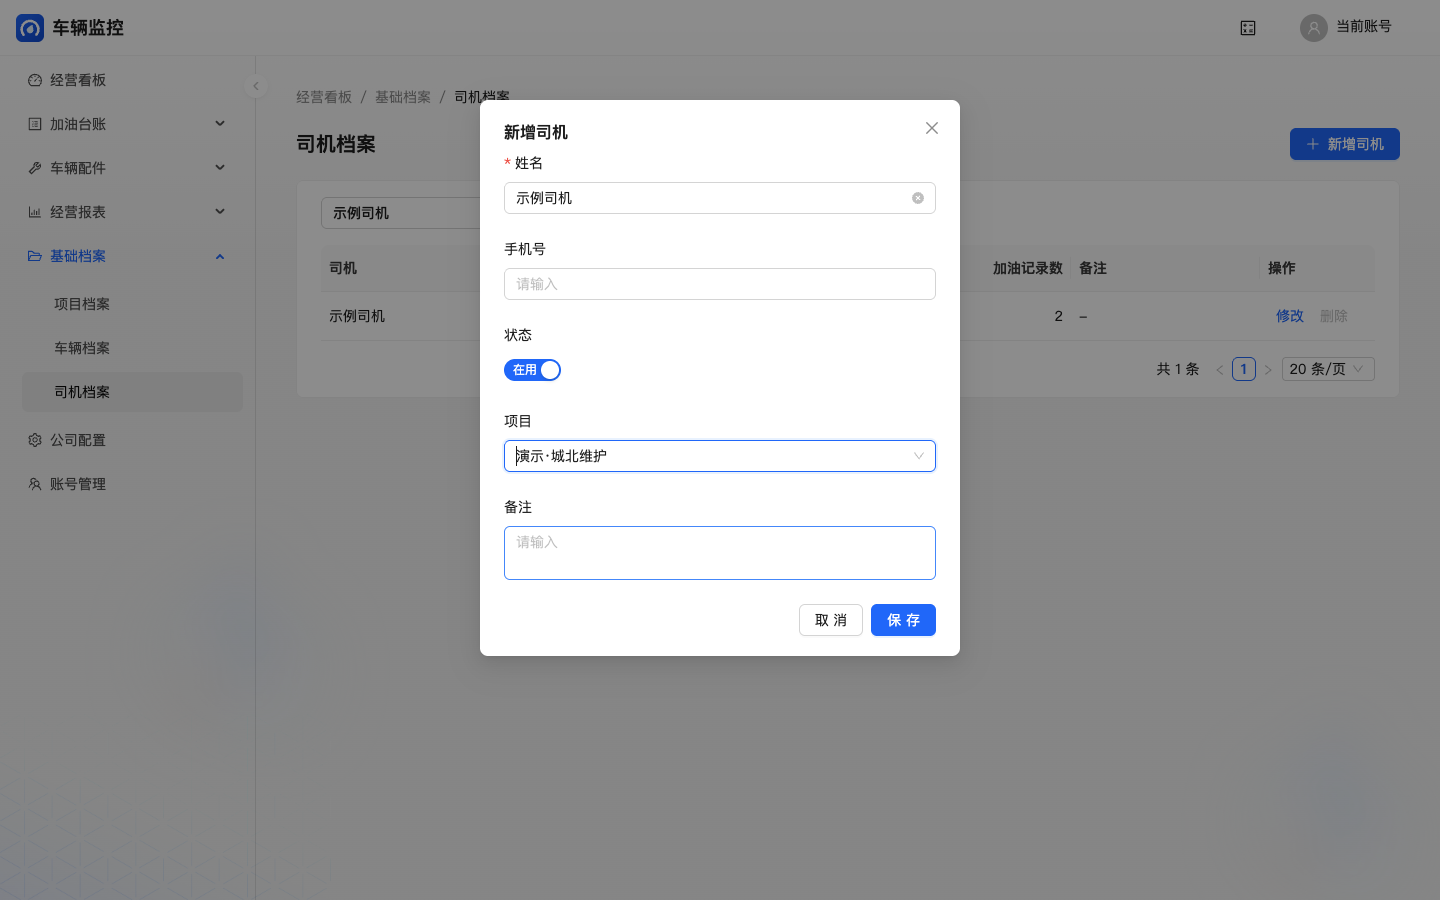 车辆监控
当前账号
经营看板
加油台账
车辆配件
经营报表
基础档案
项目档案
车辆档案
司机档案
公司配置
账号管理
经营看板 / 基础档案 / 司机档案
司机档案
+ 新增司机
示例司机
司机
加油记录数
备注
操作
示例司机
2
–
修改
删除
共 1 条
1
20 条/页
新增司机
* 姓名
示例司机
手机号
请输入
状态
在用
项目
演示·城北维护
备注
请输入
取 消
保 存